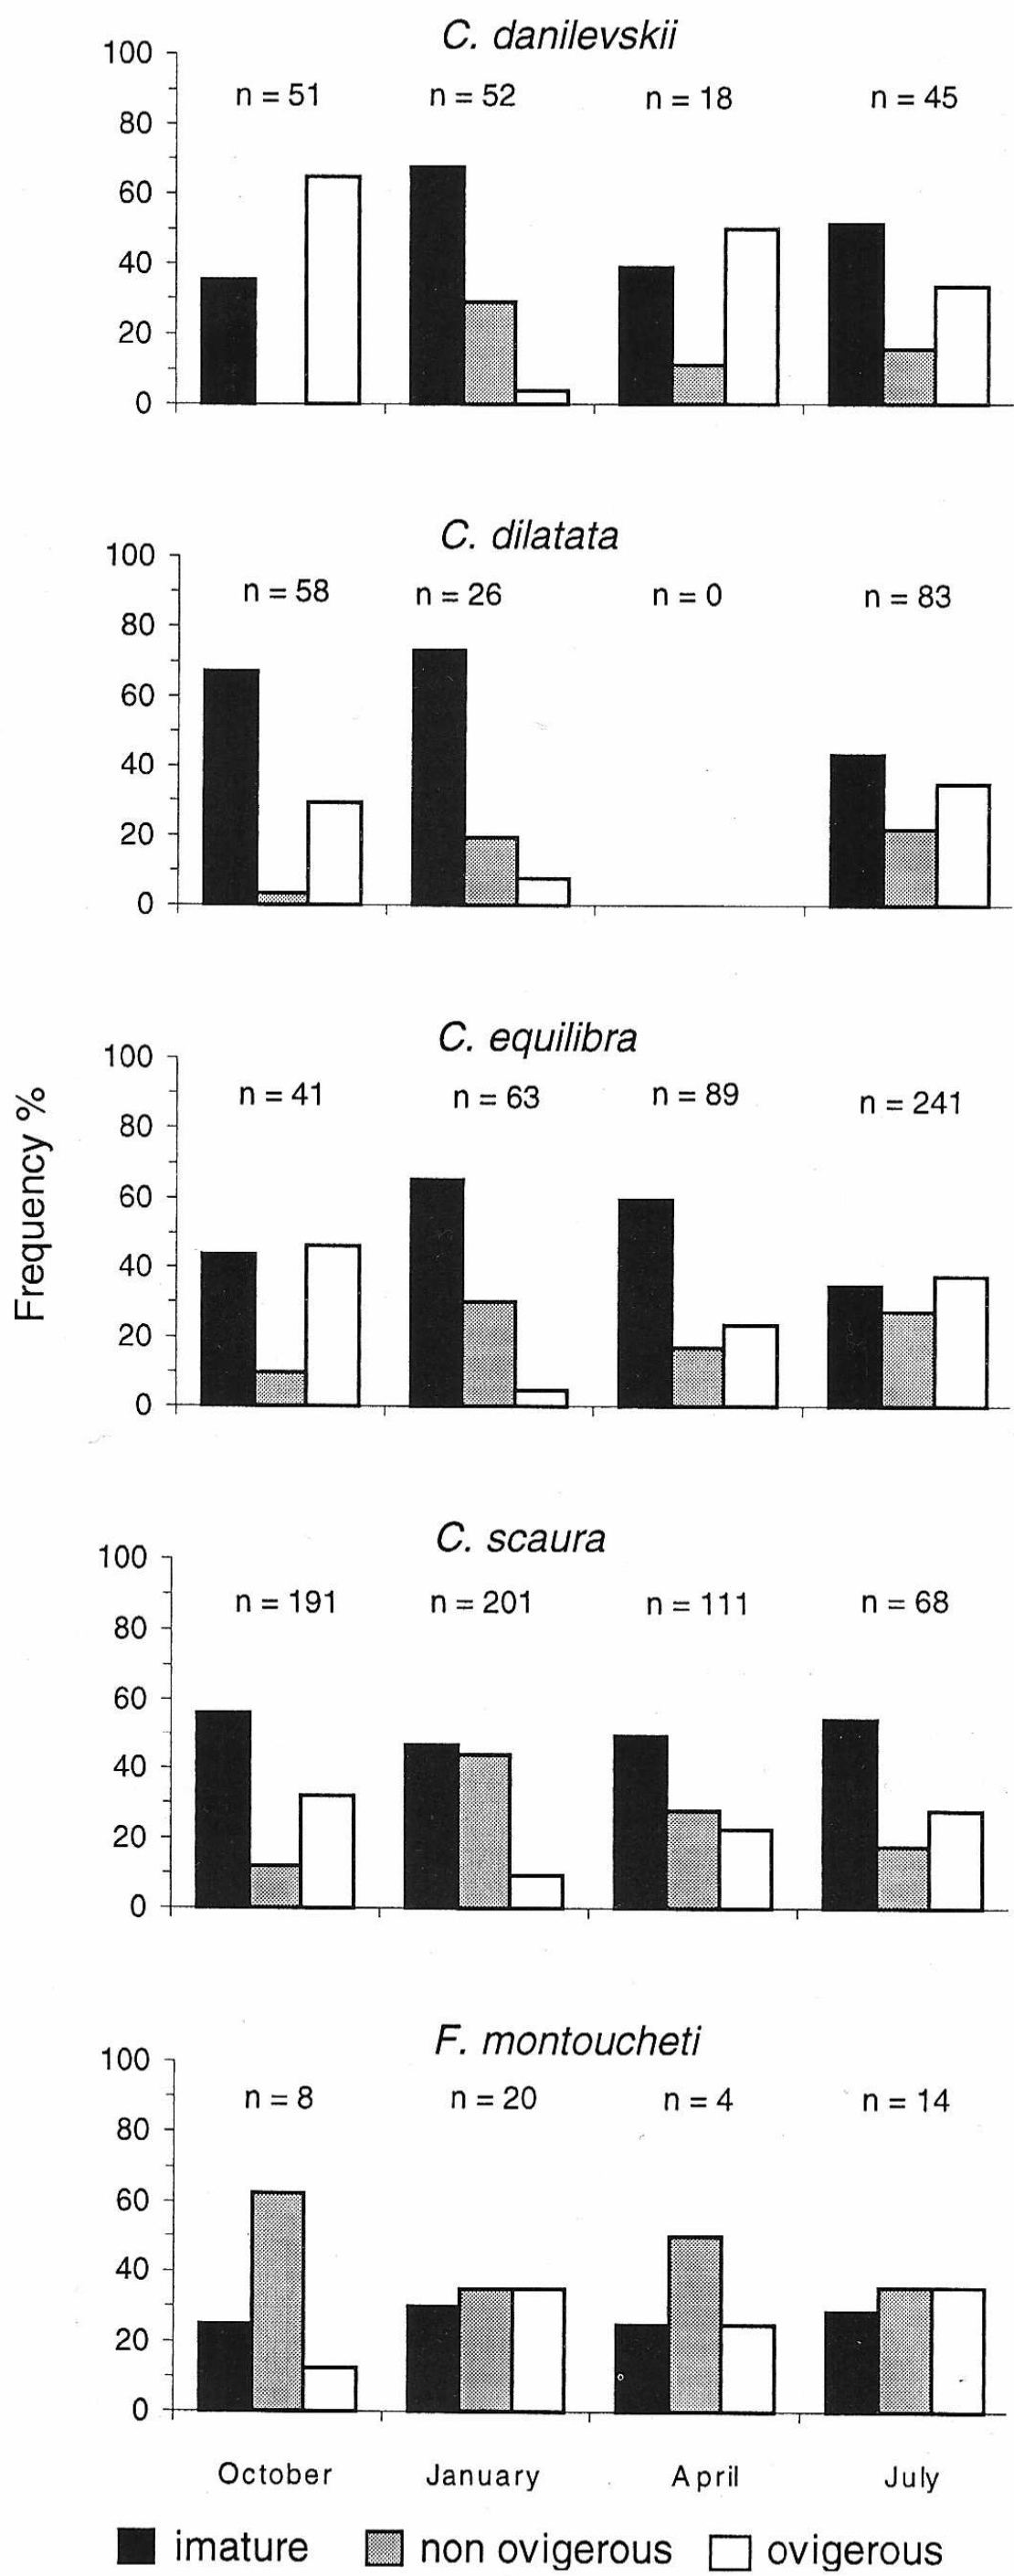 C. danilevskii
100
n = 51 n = 52 n = 18 n = 45
80
60
40
20
0
C. dilatata
100
n = 58 n = 26 n = 0 n = 83
80
60
40
20
0
C. equilibra
100
n = 41 n = 63 n = 89 n = 241
80
60
40
20
0
Frequency %
C. scaura
100
n = 191 n = 201 n = 111 n = 68
80
60
40
20
0
F. montoucheti
100
n = 8 n = 20 n = 4 n = 14
80
60
40
20
0
October January April July
imature non ovigerous ovigerous